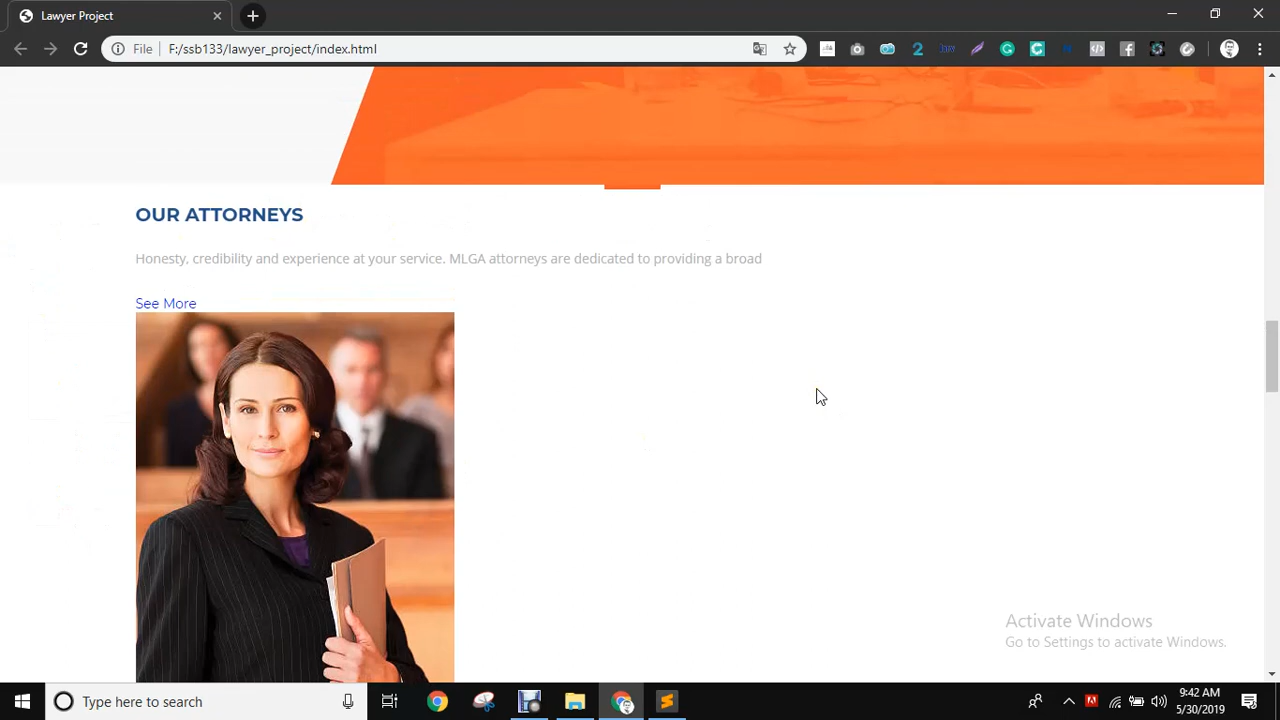 Lawyer Project
File
F:/ssb133/lawyer_project/index.html
OUR ATTORNEYS
Honesty, credibility and experience at your service. MLGA attorneys are dedicated to providing a broad
See More
Activate Windows
Go to Settings to activate Windows.
Type here to search
9:42 AM
5/30/2019